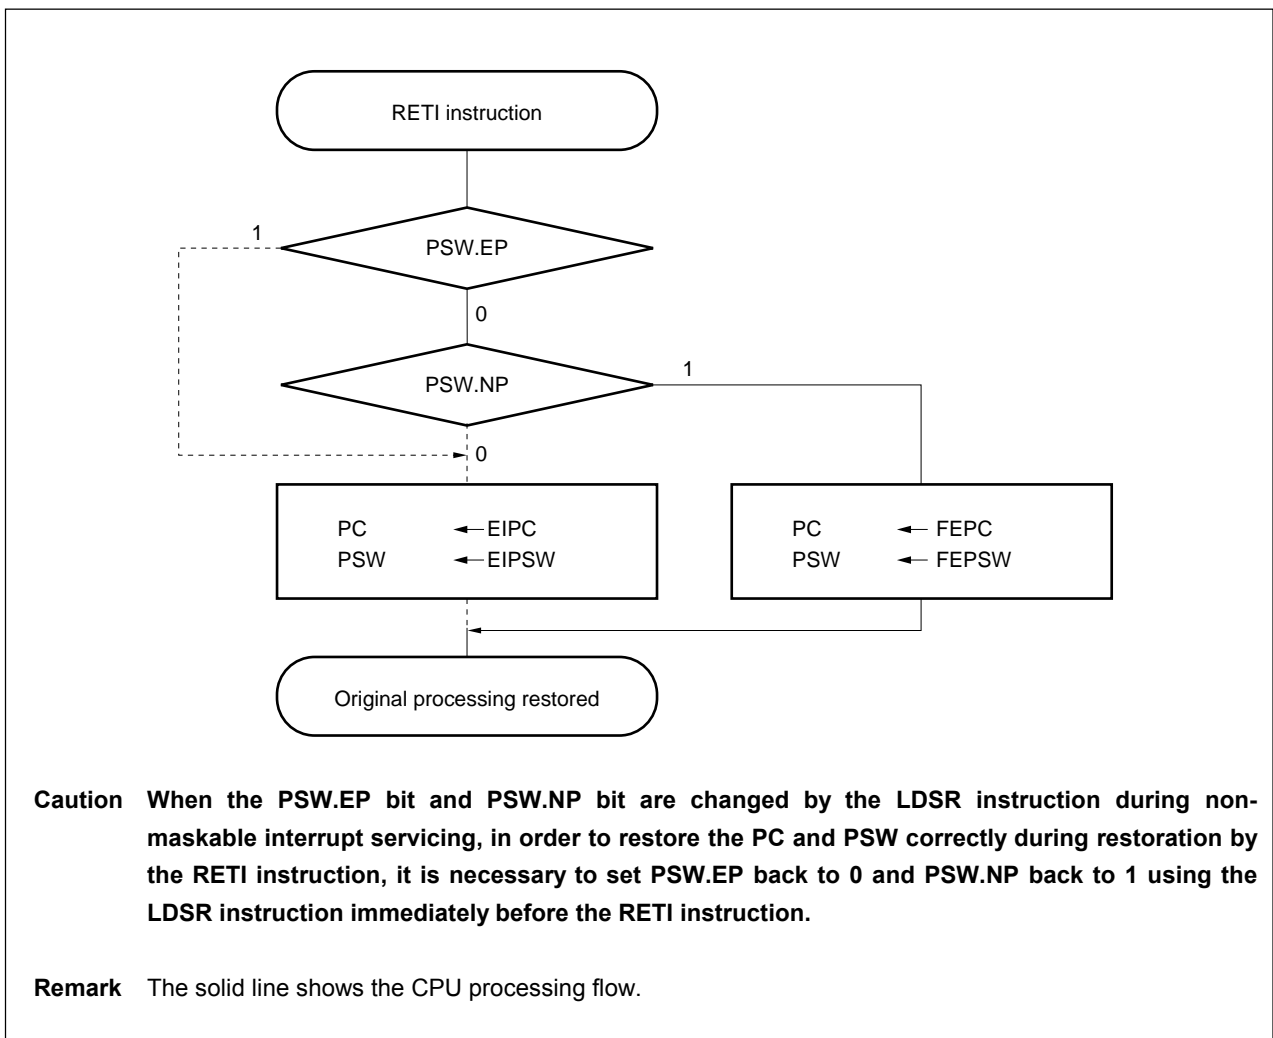 RETI instruction
1
PSW.EP
0
PSW.NP
1
0
PC EIPC
PSW EIPSW
PC FEPC
PSW FEPSW
Original processing restored
Caution When the PSW.EP bit and PSW.NP bit are changed by the LDSR instruction during non-
maskable interrupt servicing, in order to restore the PC and PSW correctly during restoration by
the RETI instruction, it is necessary to set PSW.EP back to 0 and PSW.NP back to 1 using the
LDSR instruction immediately before the RETI instruction.
Remark The solid line shows the CPU processing flow.